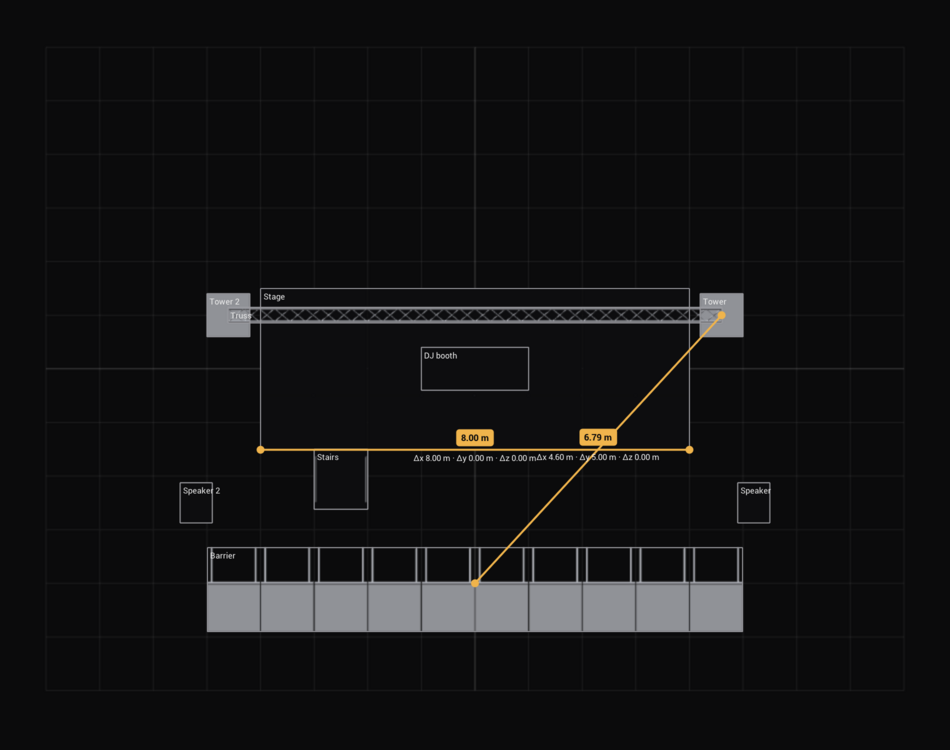 Stage
Tower 2
Tower
Truss
DJ booth
8.00 m
6.79 m
Stairs
Δx 8.00 m · Δy 0.00 m · Δz 0.00 m
Δx 4.60 m · Δy 5.00 m · Δz 0.00 m
Speaker 2
Speaker
Barrier